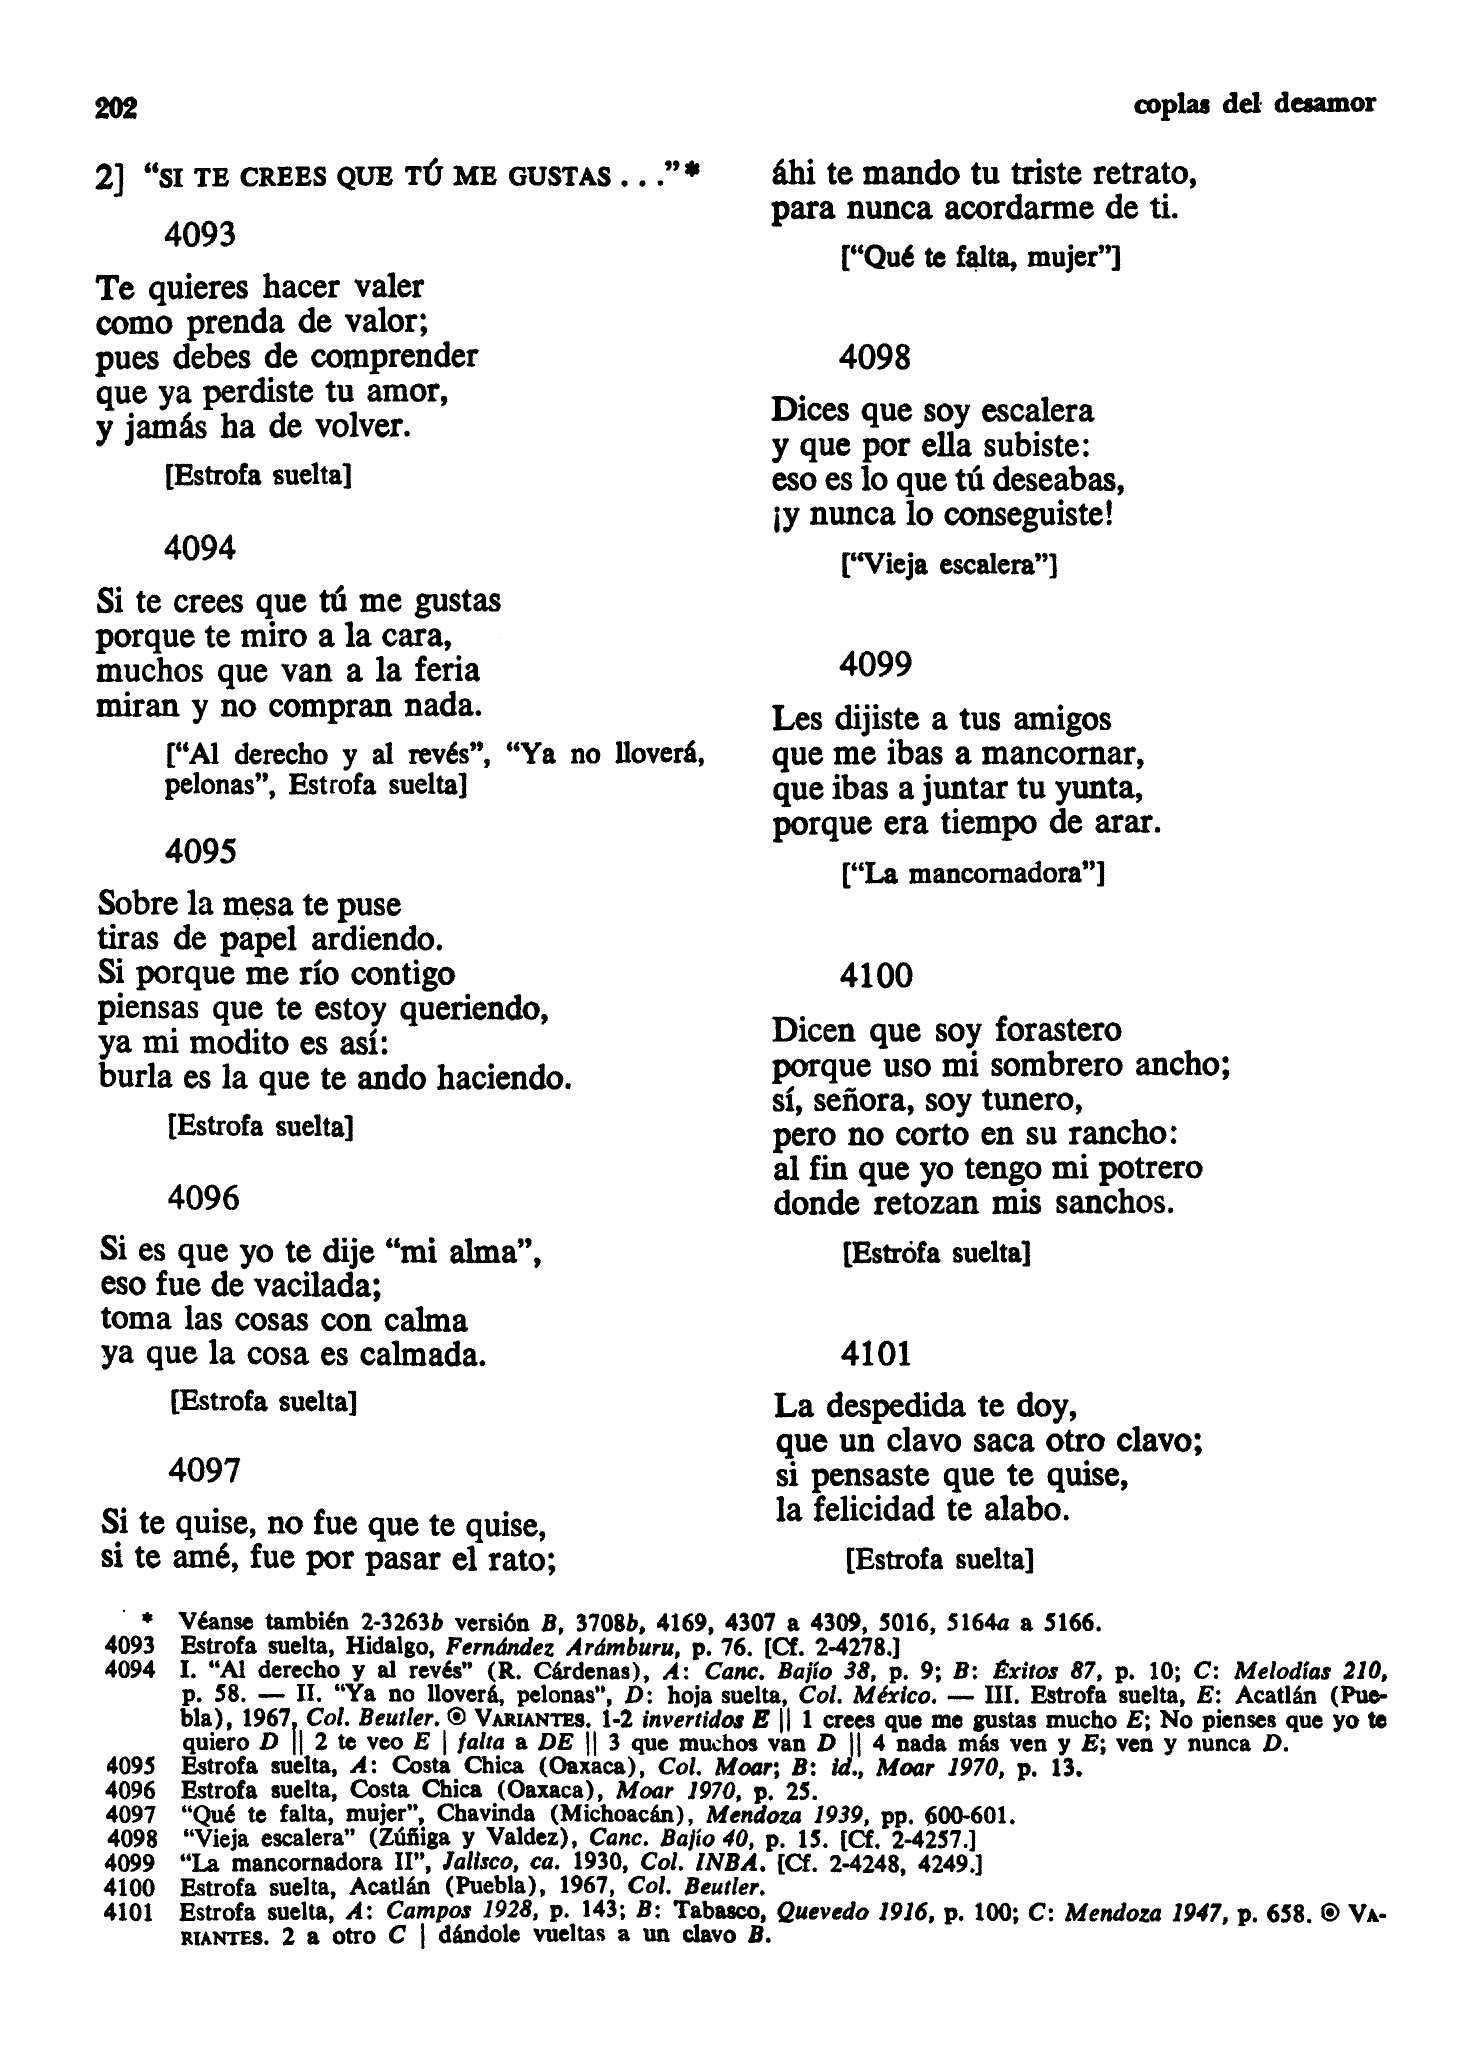 202
coplas del desamor
2] “SI TE CREES QUE TÚ ME GUSTAS . . .”*
4093
Te quieres hacer valer
como prenda de valor;
pues debes de comprender
que ya perdiste tu amor,
y jamás ha de volver.
[Estrofa suelta]
4094
Si te crees que tú me gustas
porque te miro a la cara,
muchos que van a la feria
miran y no compran nada.
[“Al derecho y al revés”, “Ya no lloverá,
pelonas”, Estrofa suelta]
4095
Sobre la mesa te puse
tiras de papel ardiendo.
Si porque me río contigo
piensas que te estoy queriendo,
ya mi modito es así:
burla es la que te ando haciendo.
[Estrofa suelta]
4096
Si es que yo te dije “mi alma”,
eso fue de vacilada;
toma las cosas con calma
ya que la cosa es calmada.
[Estrofa suelta]
4097
Si te quise, no fue que te quise,
si te amé, fue por pasar el rato;
áhi te mando tu triste retrato,
para nunca acordarme de ti.
[“Qué te falta, mujer”]
4098
Dices que soy escalera
y que por ella subiste:
eso es lo que tú deseabas,
¡y nunca lo conseguiste!
[“Vieja escalera”]
4099
Les dijiste a tus amigos
que me ibas a mancornar,
que ibas a juntar tu yunta,
porque era tiempo de arar.
[“La mancornadora”]
4100
Dicen que soy forastero
porque uso mi sombrero ancho;
sí, señora, soy tunero,
pero no corto en su rancho:
al fin que yo tengo mi potrero
donde retozan mis sanchos.
[Estrofa suelta]
4101
La despedida te doy,
que un clavo saca otro clavo;
si pensaste que te quise,
la felicidad te alabo.
[Estrofa suelta]
* Véanse también 2-3263b versión B, 3708b, 4169, 4307 a 4309, 5016, 5164a a 5166.
4093 Estrofa suelta, Hidalgo, Fernández Arámburu, p. 76. [Cf. 2-4278.]
4094 I. “Al derecho y al revés” (R. Cárdenas), A: Canc. Bajío 38, p. 9; B: Éxitos 87, p. 10; C: Melodías 210,
p. 58. — II. “Ya no lloverá, pelonas”, D: hoja suelta, Col. México. — III. Estrofa suelta, E: Acatlán (Pue-
bla), 1967, Col. Beutler. ⊙ VARIANTES. 1-2 invertidos E || 1 crees que me gustas mucho E; No pienses que yo te
quiero D || 2 te veo E | falta a DE || 3 que muchos van D || 4 nada más ven y E; ven y nunca D.
4095 Estrofa suelta, A: Costa Chica (Oaxaca), Col. Moar; B: id., Moar 1970, p. 13.
4096 Estrofa suelta, Costa Chica (Oaxaca), Moar 1970, p. 25.
4097 “Qué te falta, mujer”, Chavinda (Michoacán), Mendoza 1939, pp. 600-601.
4098 “Vieja escalera” (Zúñiga y Valdez), Canc. Bajío 40, p. 15. [Cf. 2-4257.]
4099 “La mancornadora II”, Jalisco, ca. 1930, Col. INBA. [Cf. 2-4248, 4249.]
4100 Estrofa suelta, Acatlán (Puebla), 1967, Col. Beutler.
4101 Estrofa suelta, A: Campos 1928, p. 143; B: Tabasco, Quevedo 1916, p. 100; C: Mendoza 1947, p. 658. ⊙ VA-
RIANTES. 2 a otro C | dándole vueltas a un clavo B.